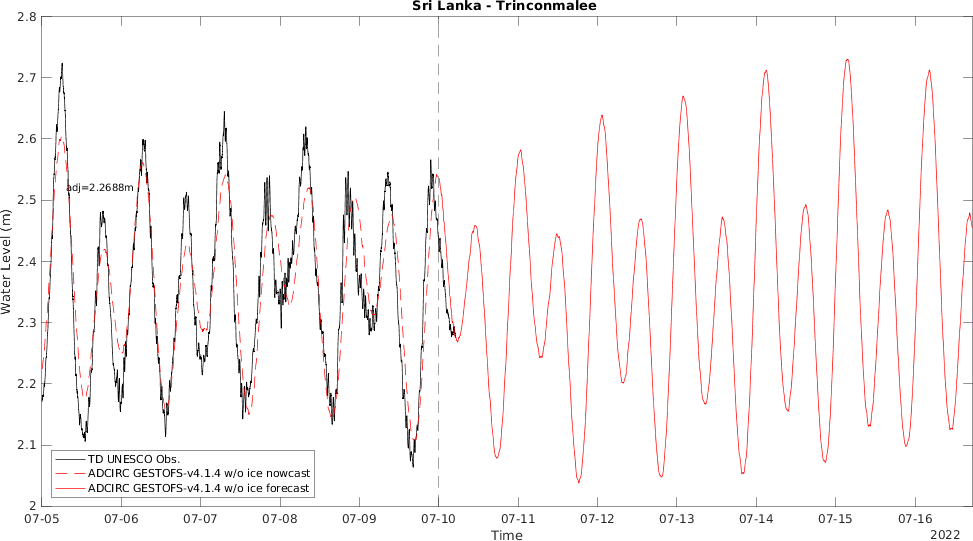 Sri Lanka - Trinconmalee
2.8
2.7
2.6
2.5
2.4
2.3
2.2
2.1
2
Water Level (m)
adj=2.2688m
TD UNESCO Obs.
ADCIRC GESTOFS-v4.1.4 w/o ice nowcast
ADCIRC GESTOFS-v4.1.4 w/o ice forecast
07-05 07-06 07-07 07-08 07-09 07-10 07-11 07-12 07-13 07-14 07-15 07-16
Time
2022